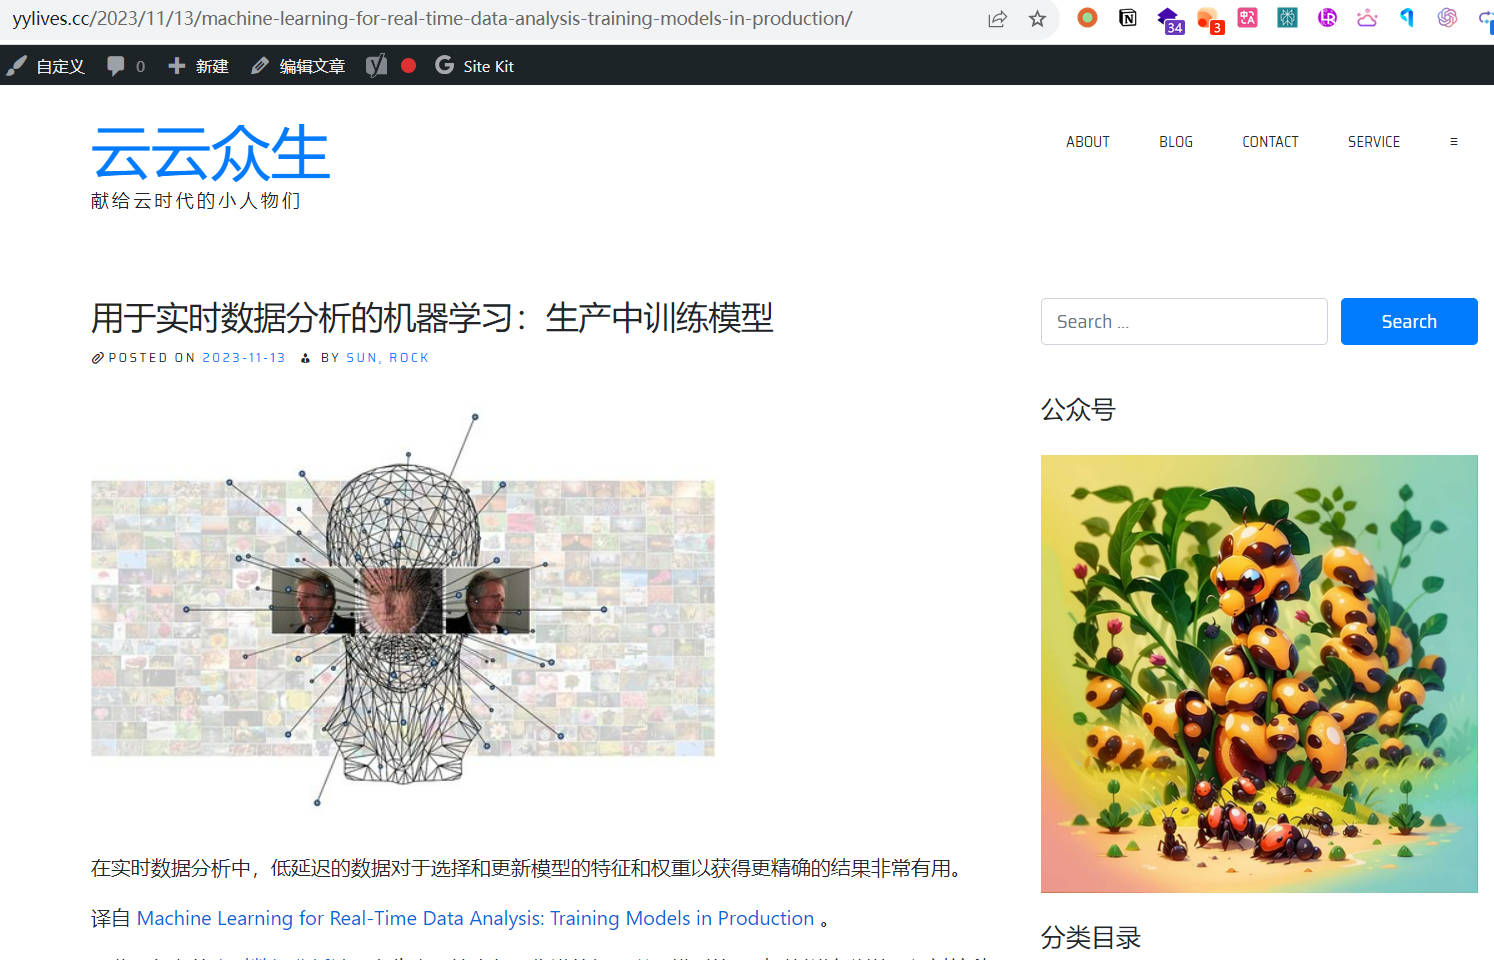 yylives.cc/2023/11/13/machine-learning-for-real-time-data-analysis-training-models-in-production/
34
3
自定义 0 新建 编辑文章 Site Kit
云云众生
献给云时代的小人物们
ABOUT BLOG CONTACT SERVICE
用于实时数据分析的机器学习：生产中训练模型
POSTED ON 2023-11-13 BY SUN, ROCK
Search ...
Search
公众号
在实时数据分析中，低延迟的数据对于选择和更新模型的特征和权重以获得更精确的结果非常有用。
译自 Machine Learning for Real-Time Data Analysis: Training Models in Production 。
分类目录